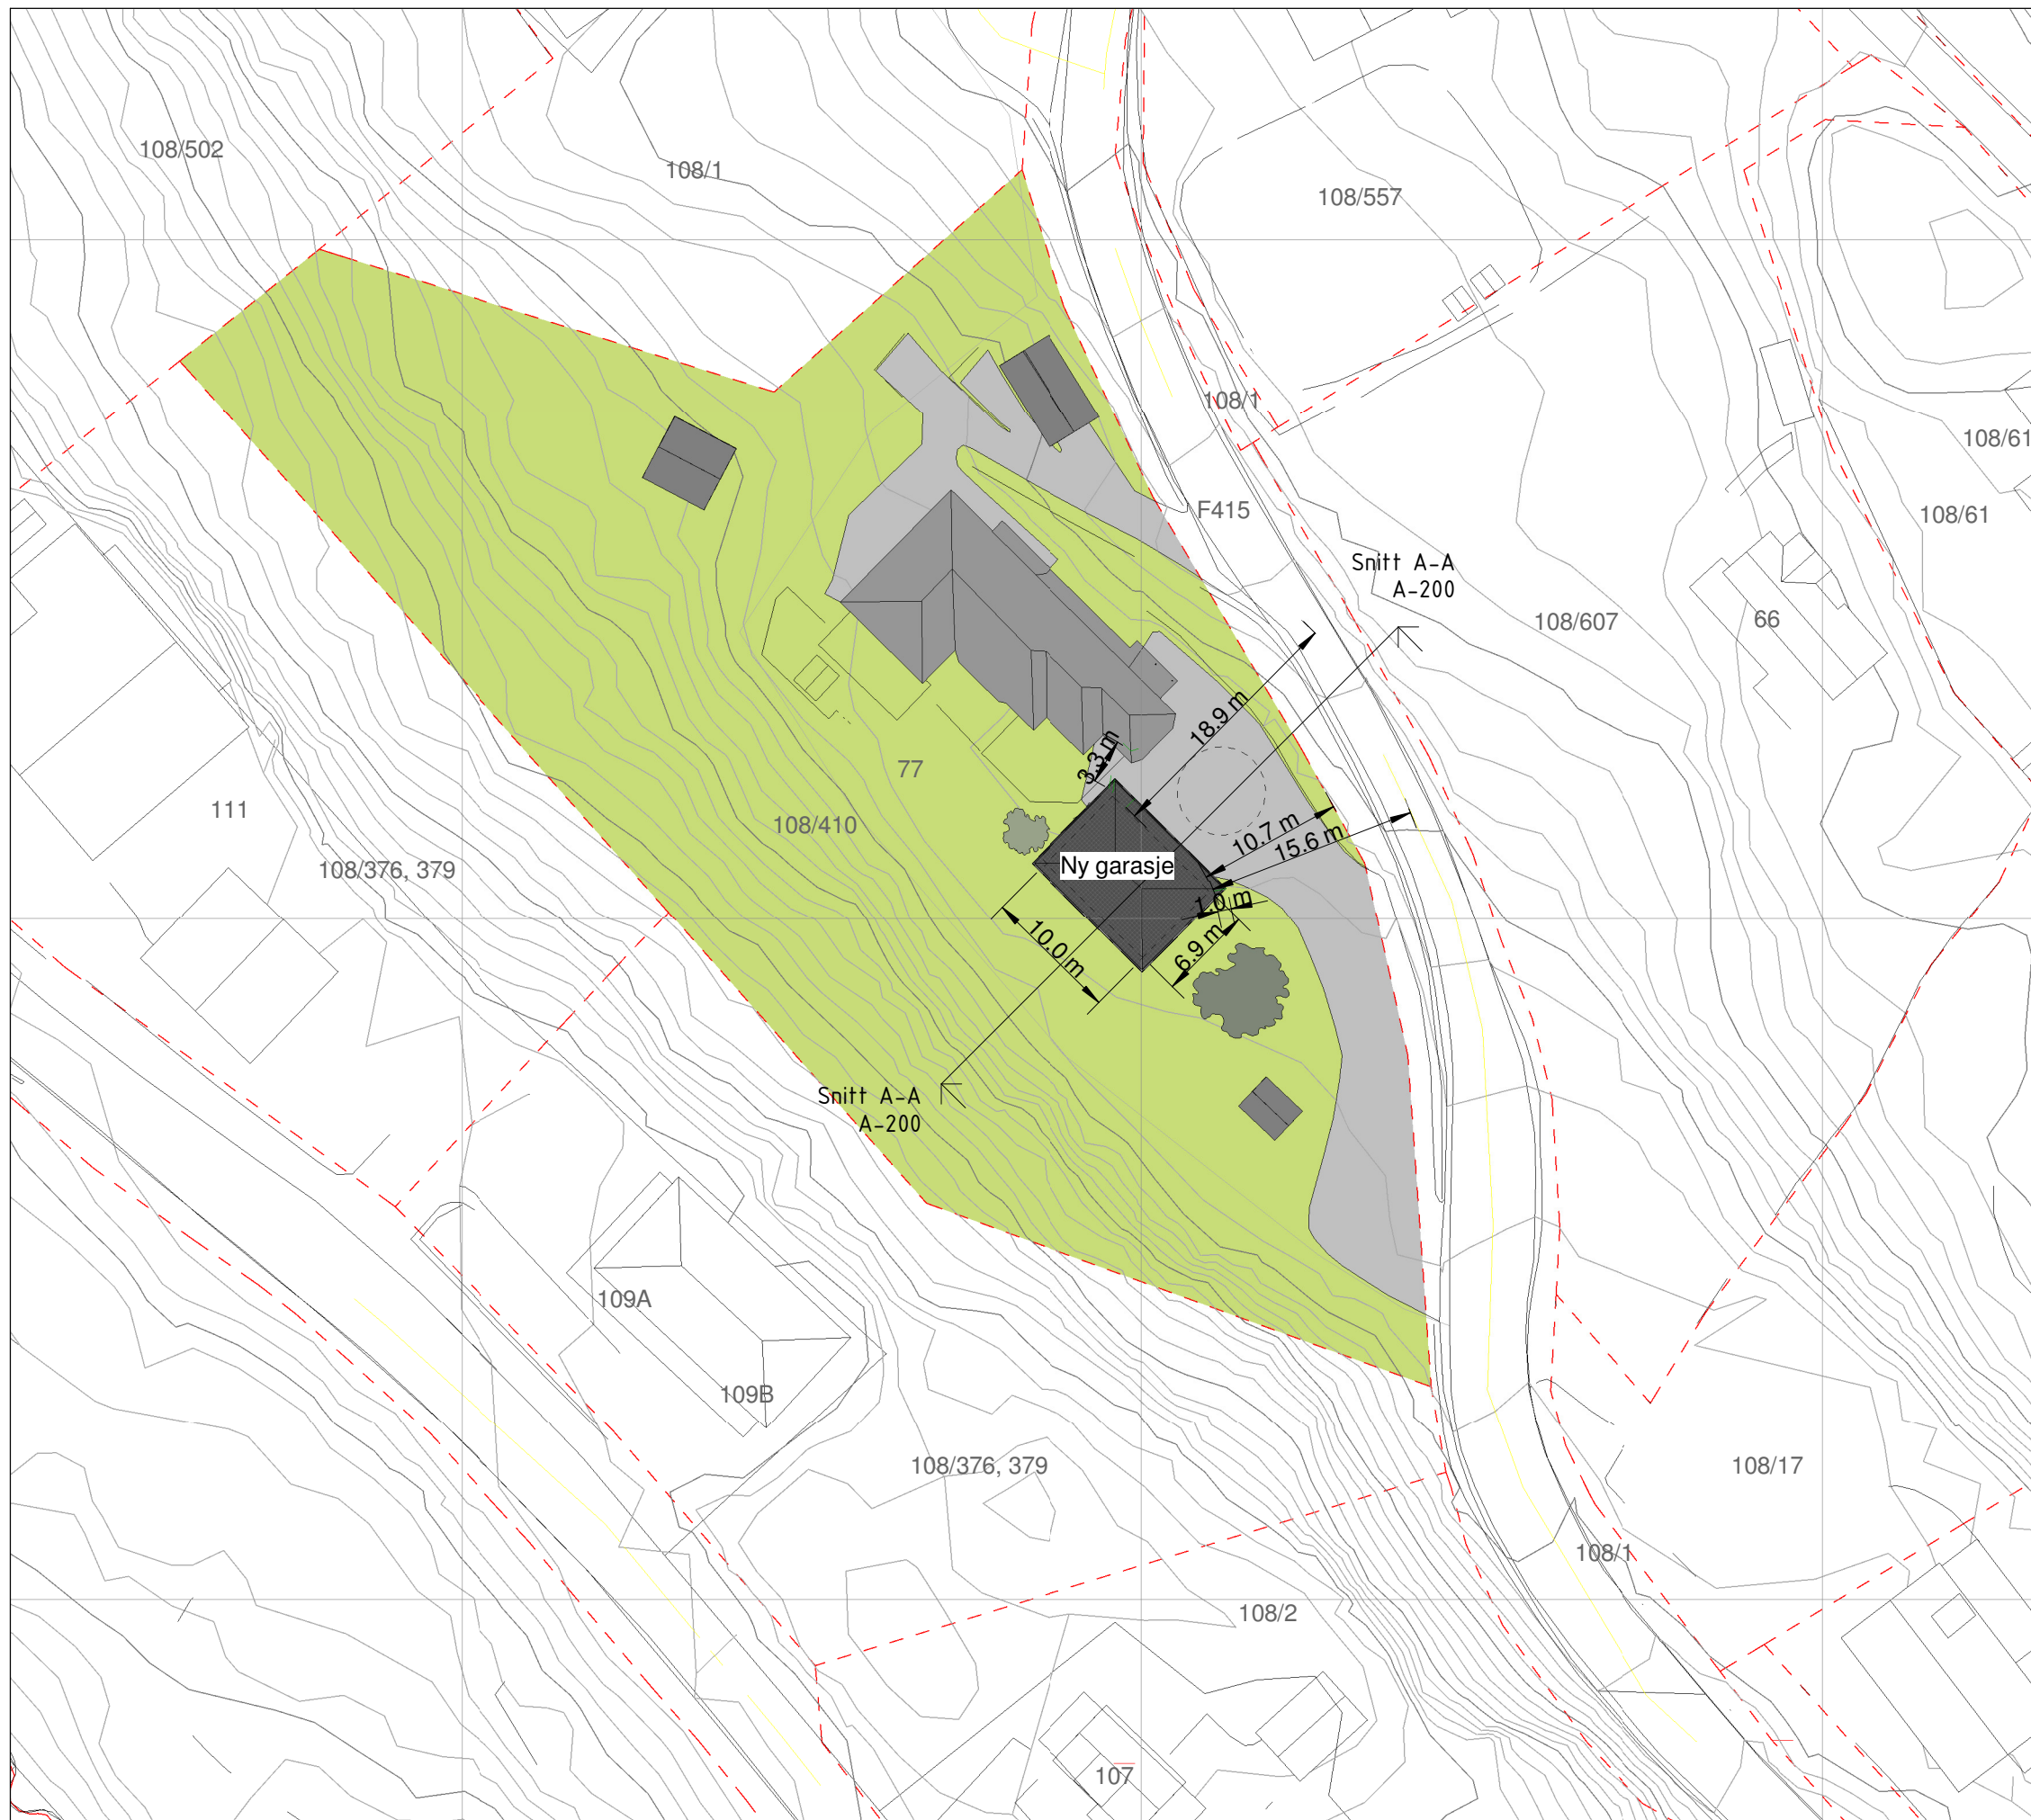 108/502
108/1
108/557
108/1
108/61
108/61
F415
Snitt A-A
A-200
108/607
66
18.9 m
3.3 m
77
108/410
111
108/376, 379
10.7 m
15.6 m
Ny garasje
1.0 m
10.0 m
6.9 m
Snitt A-A
A-200
109A
109B
108/376, 379
108/17
108/1
108/2
107